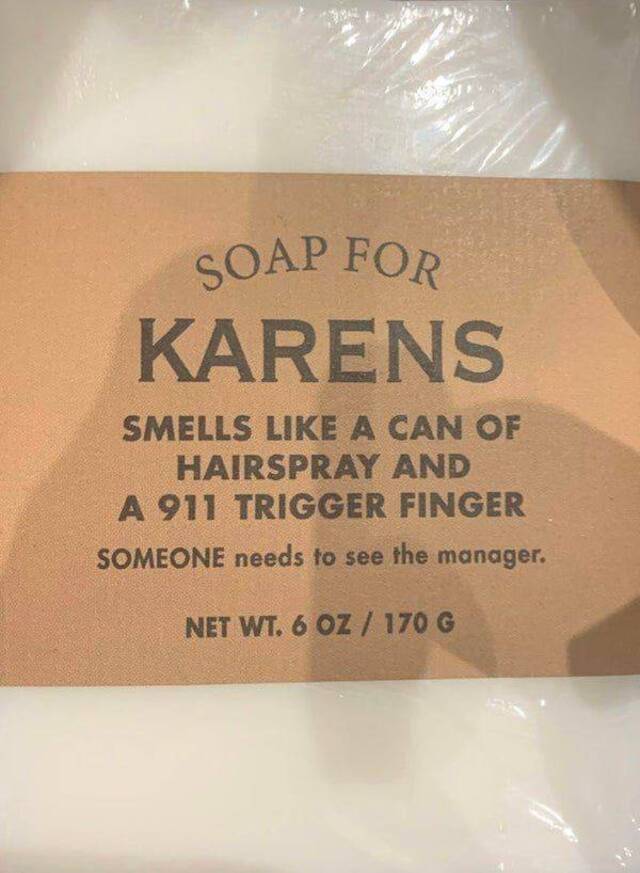 SOAP FOR
KARENS
SMELLS LIKE A CAN OF
HAIRSPRAY AND
A 911 TRIGGER FINGER
SOMEONE needs to see the manager.
NET WT. 6 OZ / 170 G